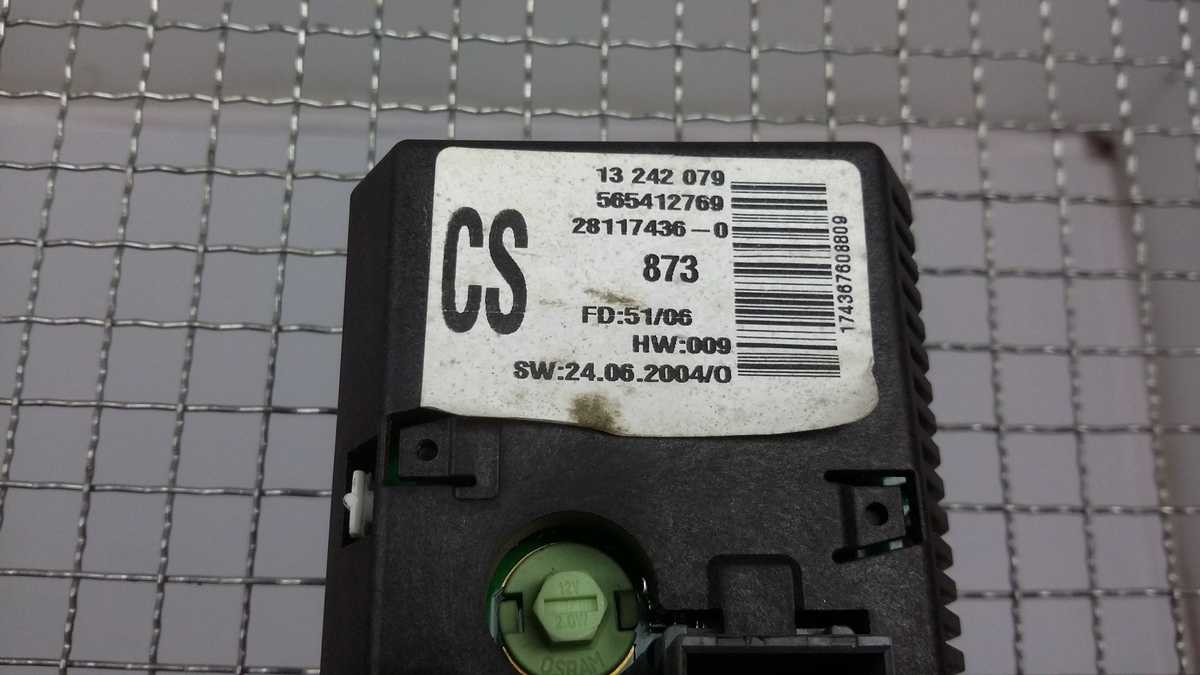 13 242 079
565412769
28117436-0
CS
873
FD:51/06
HW:009
SW:24.06.2004/0
174367608809
12V
2.0W
OSRAM